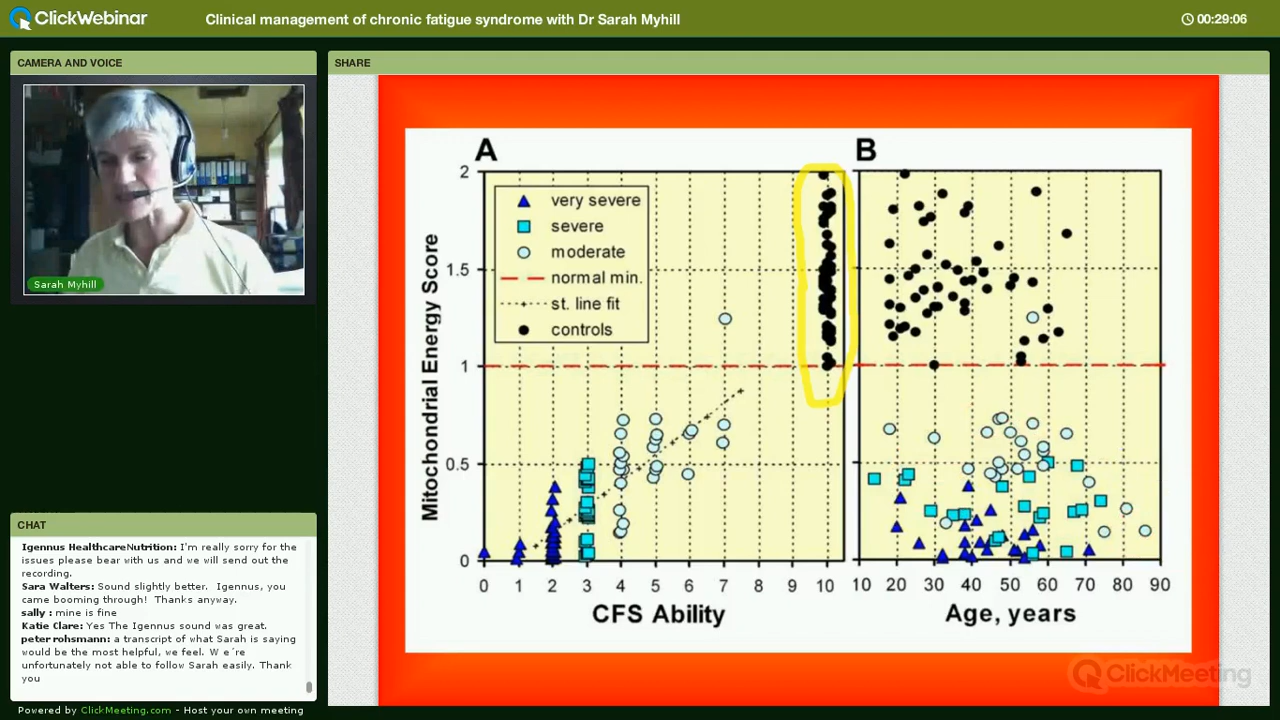 ClickWebinar
Clinical management of chronic fatigue syndrome with Dr Sarah Myhill
00:29:06
CAMERA AND VOICE
Sarah Myhill
SHARE
A
B
Mitochondrial Energy Score
2
1.5
1
0.5
0
very severe
severe
moderate
normal min.
st. line fit
controls
0 1 2 3 4 5 6 7 8 9 10
CFS Ability
10 20 30 40 50 60 70 80 90
Age, years
CHAT
Igennus HealthcareNutrition: I'm really sorry for the
issues please bear with us and we will send out the
recording.
Sara Walters: Sound slightly better. Igennus, you
came booming through! Thanks anyway.
sally : mine is fine
Katie Clare: Yes The Igennus sound was great.
peter rohsmann: a transcript of what Sarah is saying
would be the most helpful, we feel. W e´re
unfortunately not able to follow Sarah easily. Thank
you
ClickMeeting
Powered by ClickMeeting.com - Host your own meeting